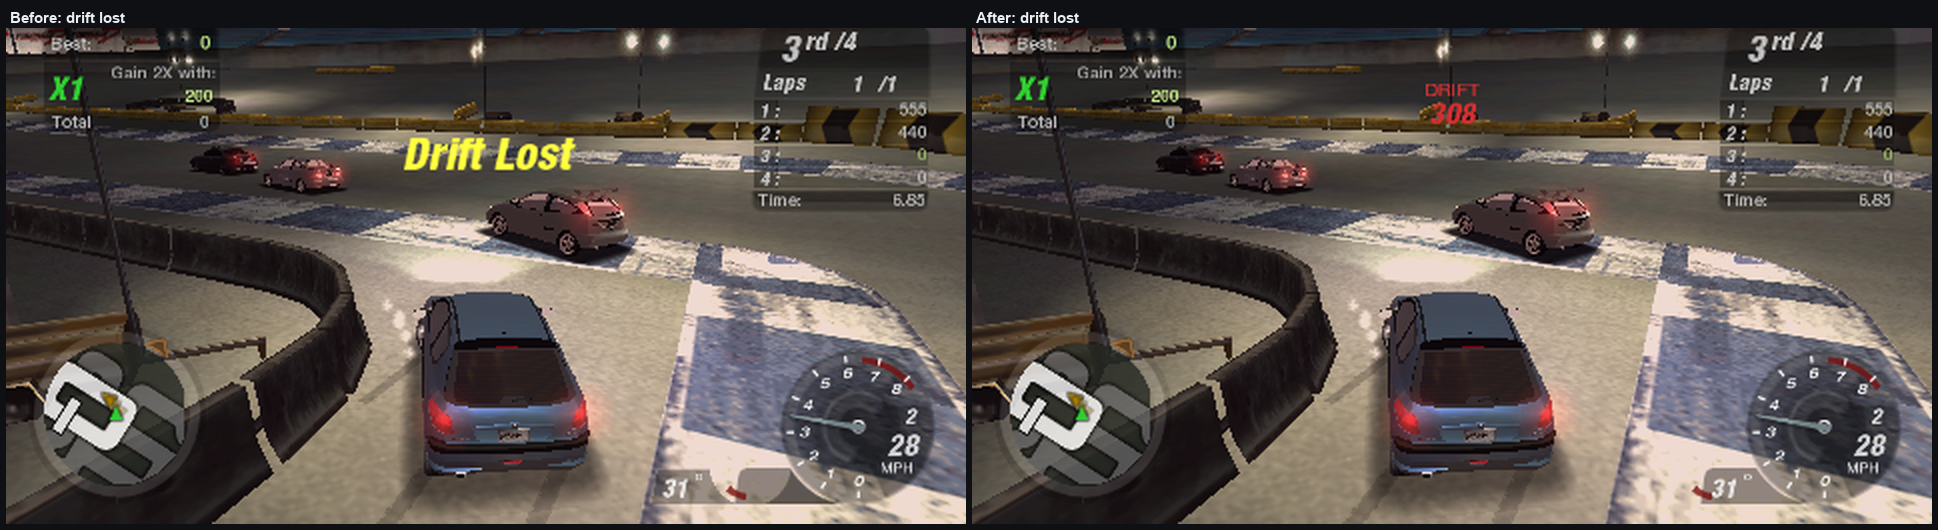 Before: drift lost
Best: 0
Gain 2X with:
X1
200
Total 0
Drift Lost
3rd /4
Laps 1 /1
1: 555
2: 440
3: 0
4: 0
Time: 6.85
5 6 7 8
4
3
2
1
0
2
28
MPH
31°
After: drift lost
Best: 0
Gain 2X with:
X1
200
Total 0
DRIFT
308
3rd /4
Laps 1 /1
1: 555
2: 440
3: 0
4: 0
Time: 6.85
5 6 7 8
4
3
2
1
0
2
28
MPH
31°